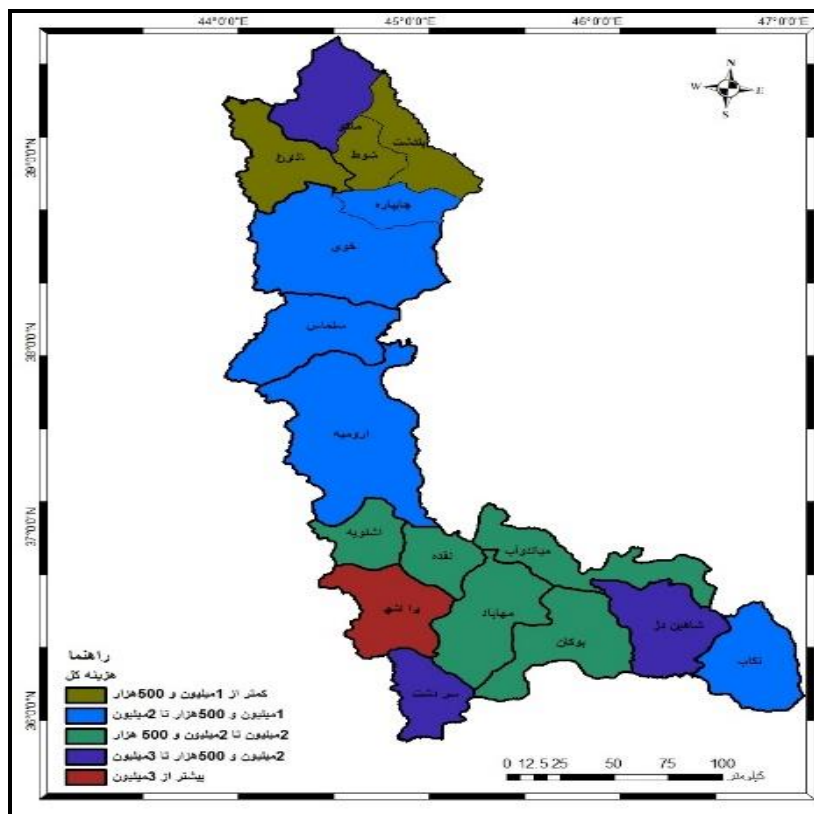 44°0'0"E 45°0'0"E 46°0'0"E 47°0'0"E
N
W E
S
39°0'0"N
38°0'0"N
37°0'0"N
36°0'0"N
ماکو
پلدشت
شوط
چایپاره
خوی
سلماس
ارومیه
اشنویه
نقده
میاندوآب
مهاباد
بوکان
شاهین دژ
تکاب
سر دشت
راهنما
هزینه کل
کمتر از 1میلیون و 500هزار
1میلیون و 500هزار تا 2میلیون
2میلیون تا 2میلیون و 500 هزار
2میلیون و 500هزار تا 3میلیون
بیشتر از 3میلیون
0 12.5 25 50 75 100
کیلومتر